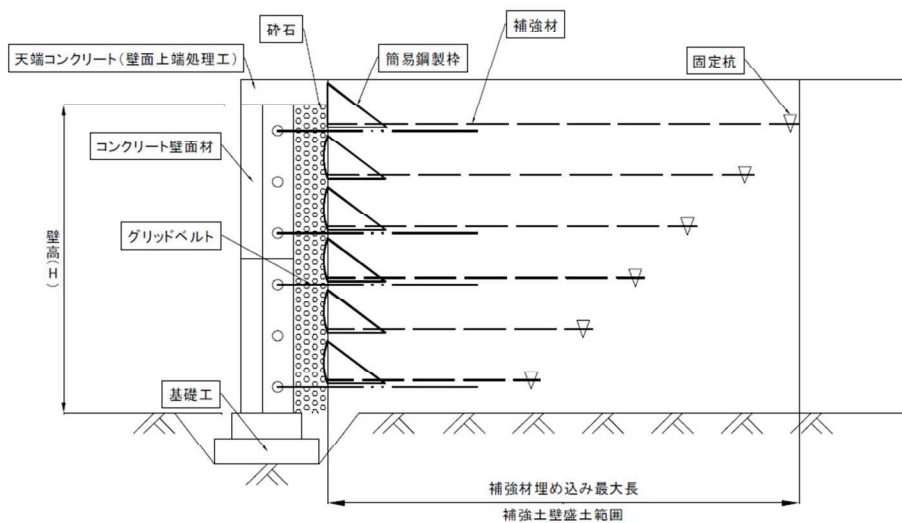 砕石
補強材
天端コンクリート(壁面上端処理工)
簡易鋼製枠
固定杭
コンクリート壁面材
グリッドベルト
壁高(H)
基礎工
補強材埋め込み最大長
補強土壁盛土範囲